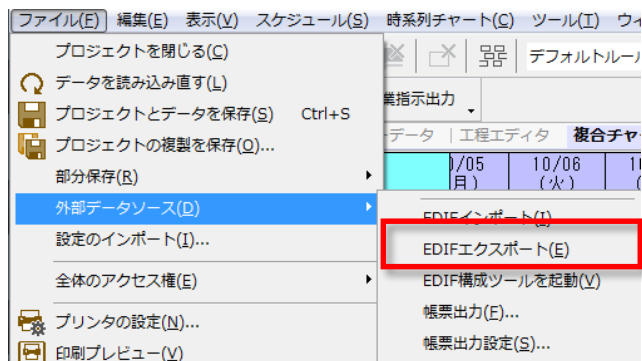 ファイル(F) 編集(E) 表示(V) スケジュール(S) 時系列チャート(C) ツール(T)
プロジェクトを閉じる(C)
データを読み込み直す(L)
プロジェクトとデータを保存(S) Ctrl+S
プロジェクトの複製を保存(O)...
部分保存(R)
外部データソース(D)
設定のインポート(I)...
全体のアクセス権(E)
プリンタの設定(N)...
印刷プレビュー(V)
デフォルトルール
業指示出力
データ | 工程エディタ 複合チャー
/05 10/06
月) (火)
EDIFインポート(I)
EDIFエクスポート(E)
EDIF構成ツールを起動(V)
帳票出力(F)...
帳票出力設定(S)...